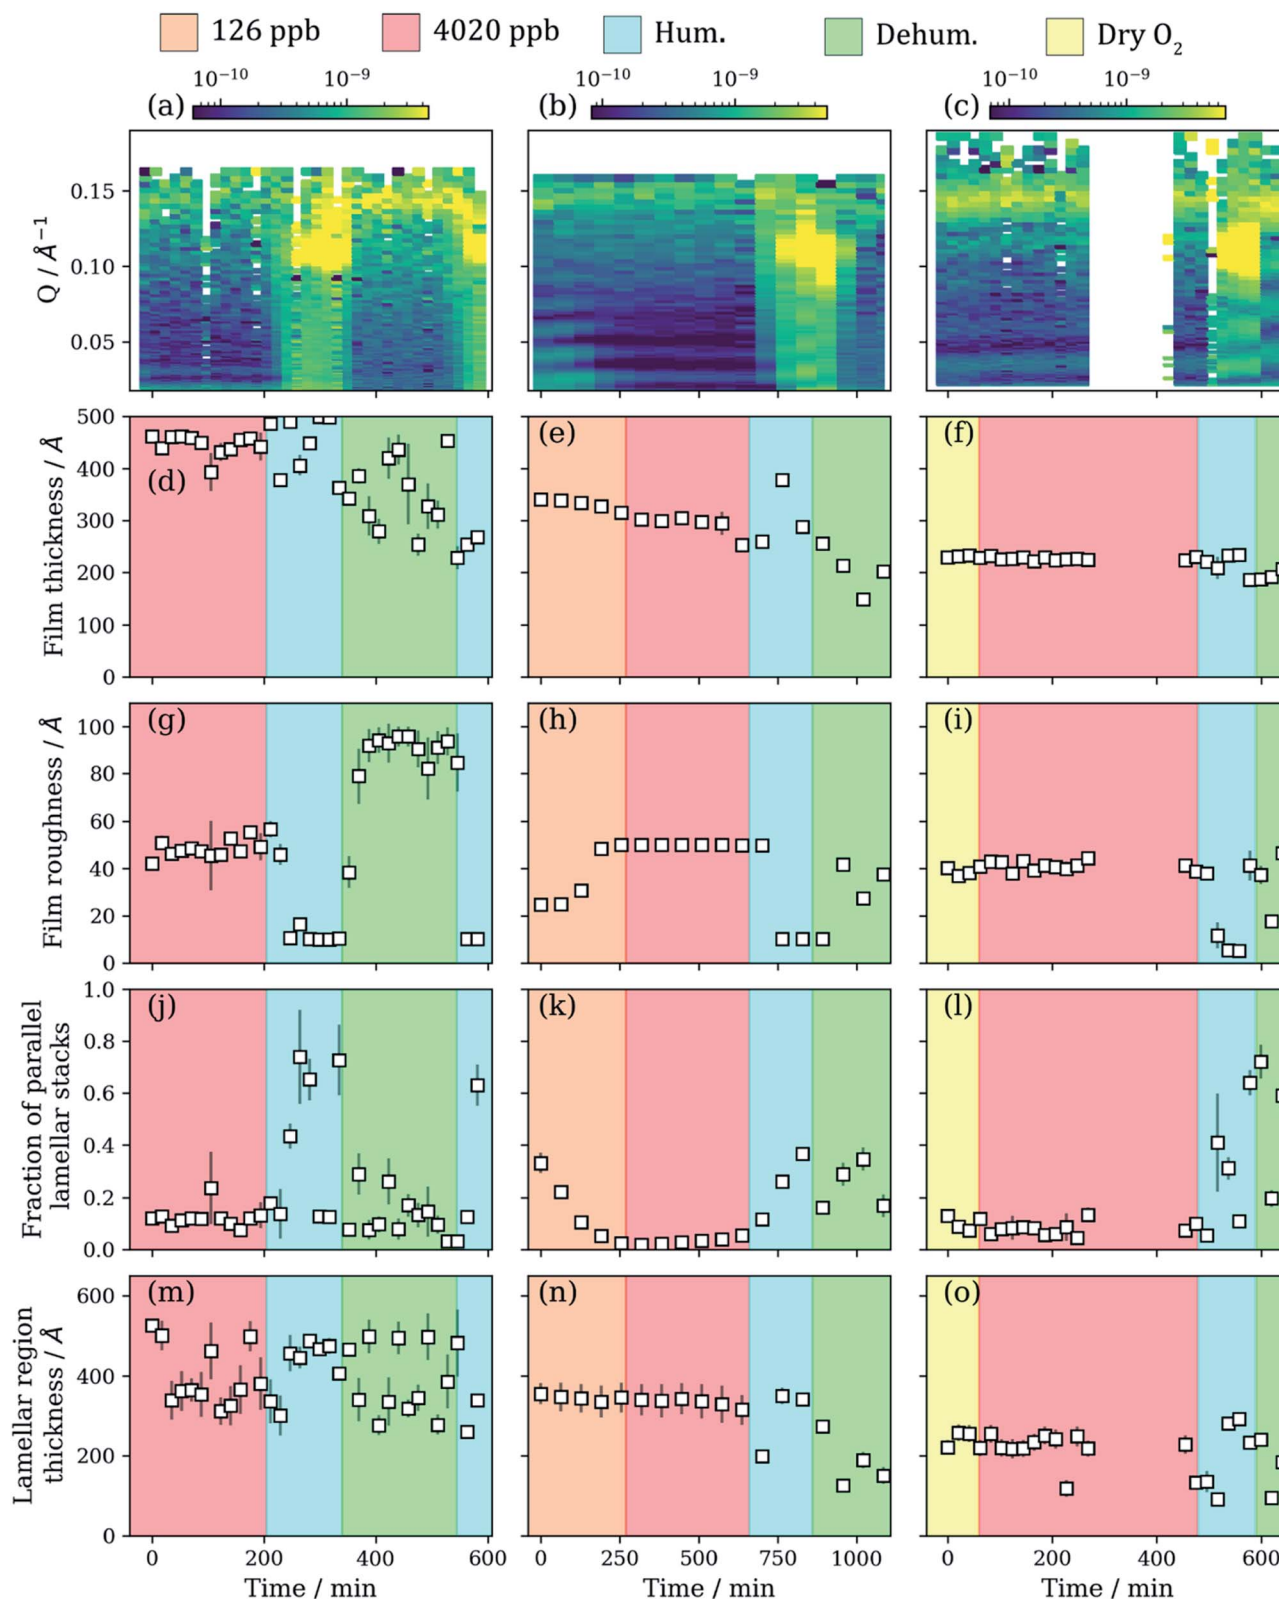 126 ppb 4020 ppb Hum. Dehum. Dry O₂
10⁻¹⁰ 10⁻⁹ 10⁻¹⁰ 10⁻⁹ 10⁻¹⁰ 10⁻⁹
(a) (b) (c)
Q / Å⁻¹
0.15
0.10
0.05
Film thickness / Å
500
400
300
200
100
0
(d) (e) (f)
Film roughness / Å
100
80
60
40
20
0
(g) (h) (i)
Fraction of parallel
lamellar stacks
1.0
0.8
0.6
0.4
0.2
0.0
(j) (k) (l)
Lamellar region
thickness / Å
600
400
200
0
(m) (n) (o)
0 200 400 600 0 250 500 750 1000 0 200 400 600
Time / min Time / min Time / min